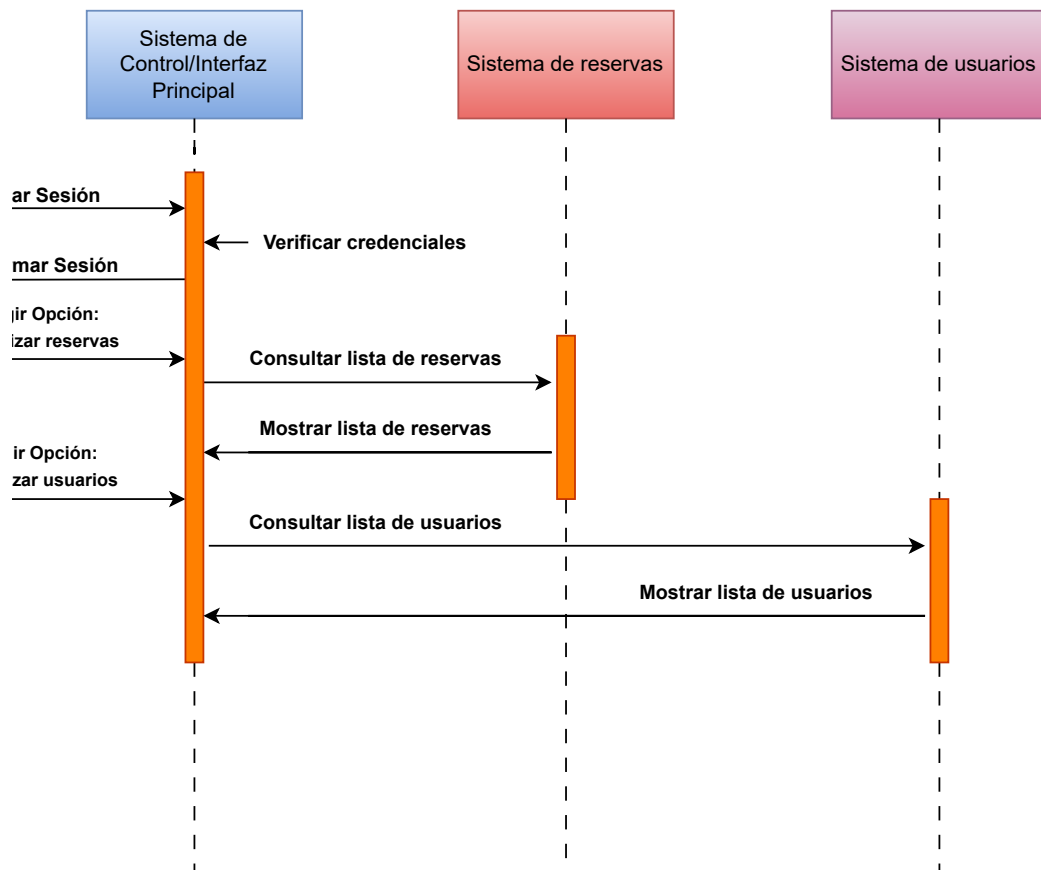 Sistema de
Control/Interfaz
Principal
Sistema de reservas
Sistema de usuarios
ar Sesión
Verificar credenciales
mar Sesión
gir Opción:
izar reservas
Consultar lista de reservas
Mostrar lista de reservas
ir Opción:
zar usuarios
Consultar lista de usuarios
Mostrar lista de usuarios